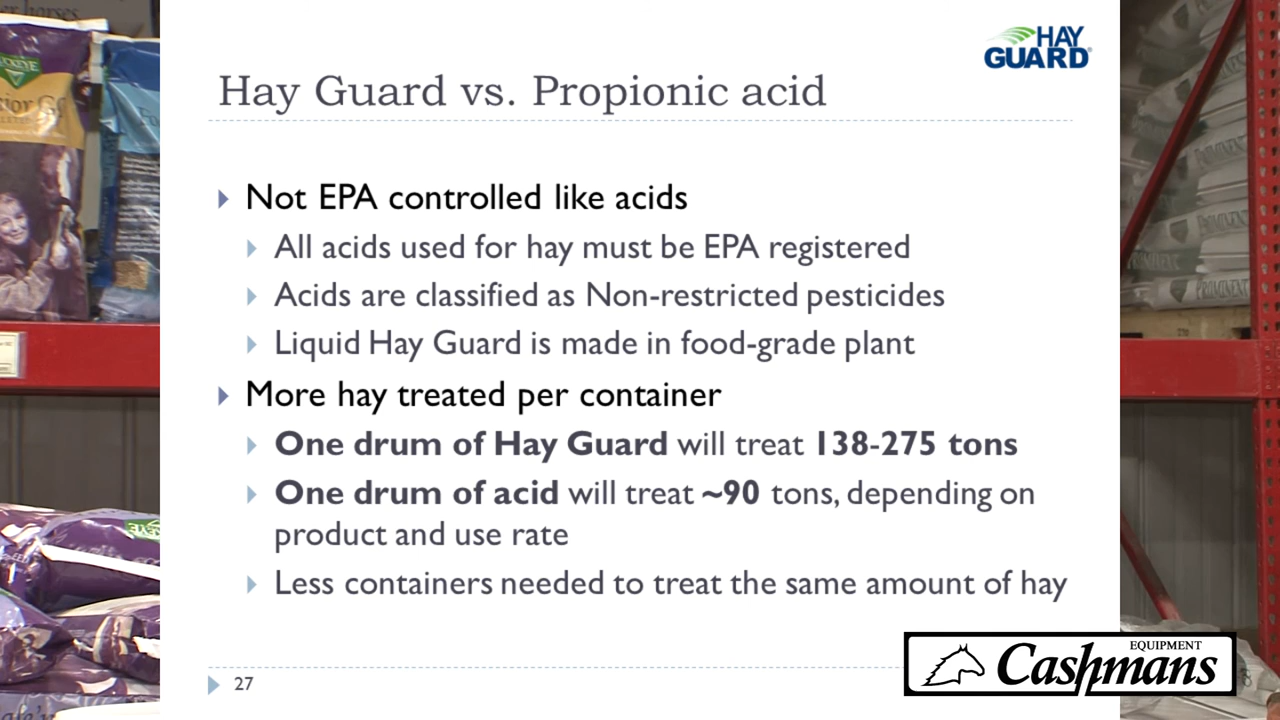 HAY
GUARD®
Hay Guard vs. Propionic acid
Not EPA controlled like acids
All acids used for hay must be EPA registered
Acids are classified as Non-restricted pesticides
Liquid Hay Guard is made in food-grade plant
More hay treated per container
One drum of Hay Guard will treat 138-275 tons
One drum of acid will treat ~90 tons, depending on
product and use rate
Less containers needed to treat the same amount of hay
27
EQUIPMENT
Cashmans